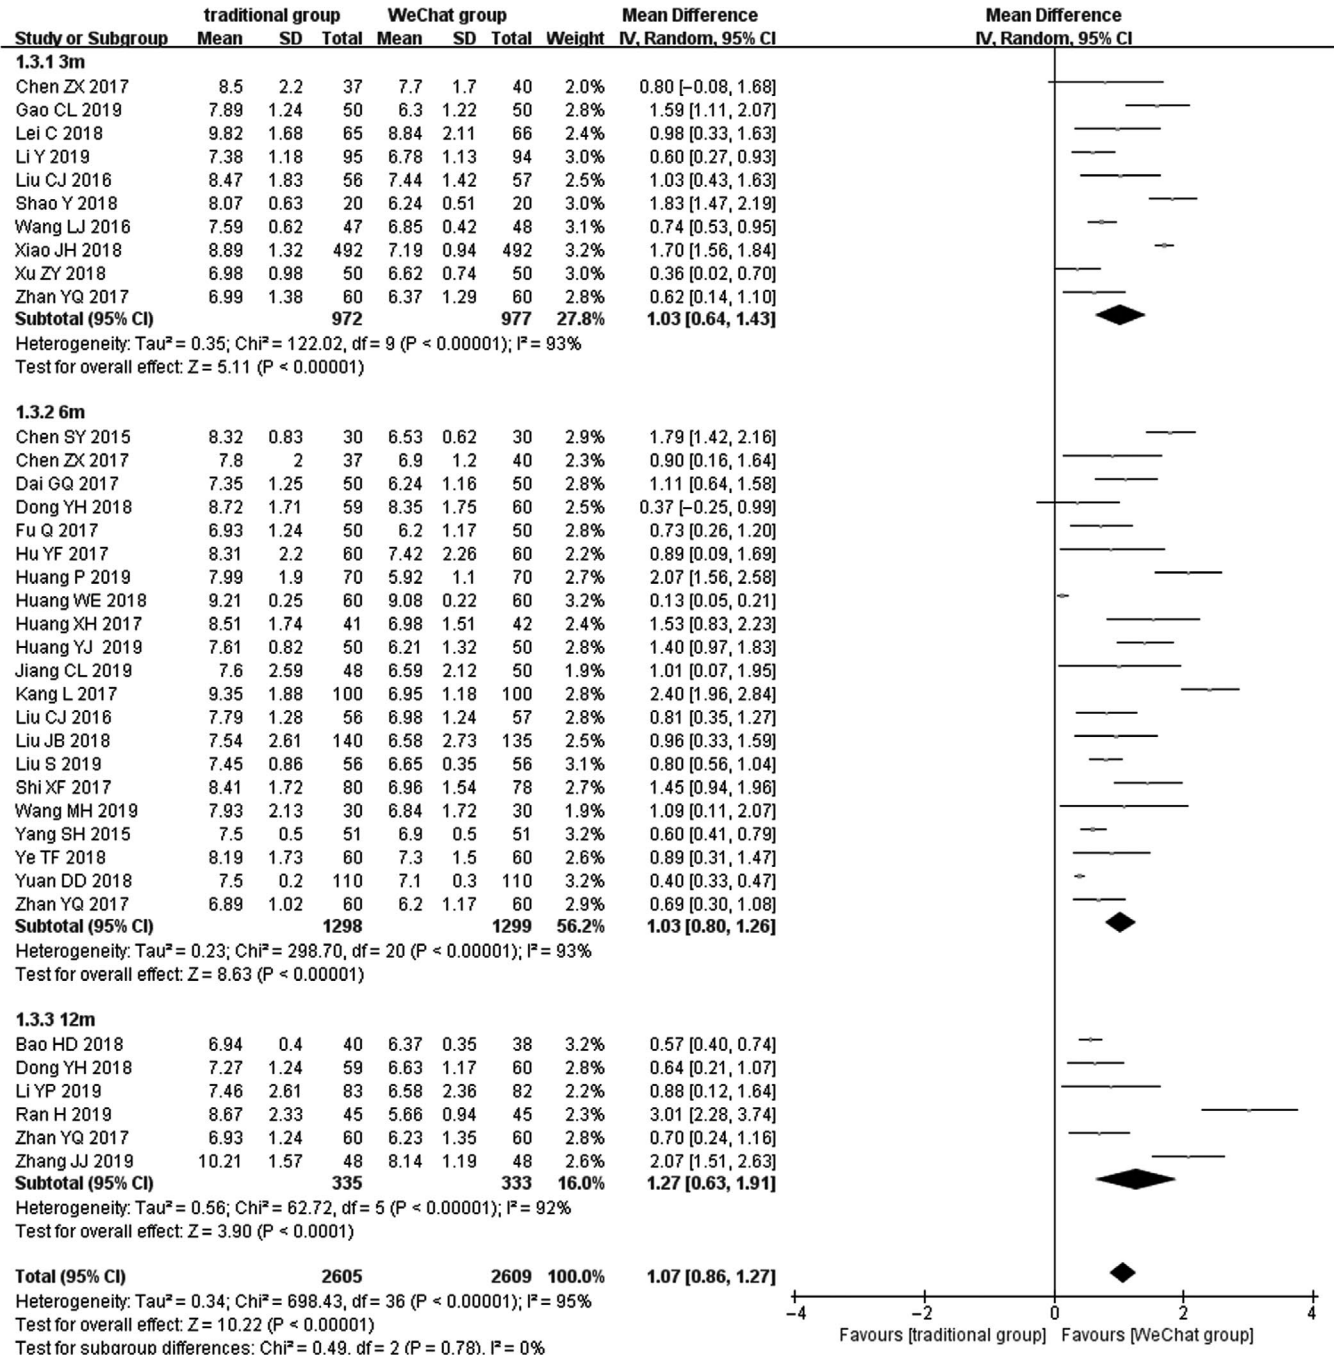 traditional group WeChat group Mean Difference Mean Difference
Study or Subgroup Mean SD Total Mean SD Total Weight IV, Random, 95% CI IV, Random, 95% CI
1.3.1 3m
Chen ZX 2017 8.5 2.2 37 7.7 1.7 40 2.0% 0.80 [−0.08, 1.68]
Gao CL 2019 7.89 1.24 50 6.3 1.22 50 2.8% 1.59 [1.11, 2.07]
Lei C 2018 9.82 1.68 65 8.84 2.11 66 2.4% 0.98 [0.33, 1.63]
Li Y 2019 7.38 1.18 95 6.78 1.13 94 3.0% 0.60 [0.27, 0.93]
Liu CJ 2016 8.47 1.83 56 7.44 1.42 57 2.5% 1.03 [0.43, 1.63]
Shao Y 2018 8.07 0.63 20 6.24 0.51 20 3.0% 1.83 [1.47, 2.19]
Wang LJ 2016 7.59 0.62 47 6.85 0.42 48 3.1% 0.74 [0.53, 0.95]
Xiao JH 2018 8.89 1.32 492 7.19 0.94 492 3.2% 1.70 [1.56, 1.84]
Xu ZY 2018 6.98 0.98 50 6.62 0.74 50 3.0% 0.36 [0.02, 0.70]
Zhan YQ 2017 6.99 1.38 60 6.37 1.29 60 2.8% 0.62 [0.14, 1.10]
Subtotal (95% CI) 972 977 27.8% 1.03 [0.64, 1.43]
Heterogeneity: Tau² = 0.35; Chi² = 122.02, df = 9 (P < 0.00001); I² = 93%
Test for overall effect: Z = 5.11 (P < 0.00001)
1.3.2 6m
Chen SY 2015 8.32 0.83 30 6.53 0.62 30 2.9% 1.79 [1.42, 2.16]
Chen ZX 2017 7.8 2 37 6.9 1.2 40 2.3% 0.90 [0.16, 1.64]
Dai GQ 2017 7.35 1.25 50 6.24 1.16 50 2.8% 1.11 [0.64, 1.58]
Dong YH 2018 8.72 1.71 59 8.35 1.75 60 2.5% 0.37 [−0.25, 0.99]
Fu Q 2017 6.93 1.24 50 6.2 1.17 50 2.8% 0.73 [0.26, 1.20]
Hu YF 2017 8.31 2.2 60 7.42 2.26 60 2.2% 0.89 [0.09, 1.69]
Huang P 2019 7.99 1.9 70 5.92 1.1 70 2.7% 2.07 [1.56, 2.58]
Huang WE 2018 9.21 0.25 60 9.08 0.22 60 3.2% 0.13 [0.05, 0.21]
Huang XH 2017 8.51 1.74 41 6.98 1.51 42 2.4% 1.53 [0.83, 2.23]
Huang YJ 2019 7.61 0.82 50 6.21 1.32 50 2.8% 1.40 [0.97, 1.83]
Jiang CL 2019 7.6 2.59 48 6.59 2.12 50 1.9% 1.01 [0.07, 1.95]
Kang L 2017 9.35 1.88 100 6.95 1.18 100 2.8% 2.40 [1.96, 2.84]
Liu CJ 2016 7.79 1.28 56 6.98 1.24 57 2.8% 0.81 [0.35, 1.27]
Liu JB 2018 7.54 2.61 140 6.58 2.73 135 2.5% 0.96 [0.33, 1.59]
Liu S 2019 7.45 0.86 56 6.65 0.35 56 3.1% 0.80 [0.56, 1.04]
Shi XF 2017 8.41 1.72 80 6.96 1.54 78 2.7% 1.45 [0.94, 1.96]
Wang MH 2019 7.93 2.13 30 6.84 1.72 30 1.9% 1.09 [0.11, 2.07]
Yang SH 2015 7.5 0.5 51 6.9 0.5 51 3.2% 0.60 [0.41, 0.79]
Ye TF 2018 8.19 1.73 60 7.3 1.5 60 2.6% 0.89 [0.31, 1.47]
Yuan DD 2018 7.5 0.2 110 7.1 0.3 110 3.2% 0.40 [0.33, 0.47]
Zhan YQ 2017 6.89 1.02 60 6.2 1.17 60 2.9% 0.69 [0.30, 1.08]
Subtotal (95% CI) 1298 1299 56.2% 1.03 [0.80, 1.26]
Heterogeneity: Tau² = 0.23; Chi² = 298.70, df = 20 (P < 0.00001); I² = 93%
Test for overall effect: Z = 8.63 (P < 0.00001)
1.3.3 12m
Bao HD 2018 6.94 0.4 40 6.37 0.35 38 3.2% 0.57 [0.40, 0.74]
Dong YH 2018 7.27 1.24 59 6.63 1.17 60 2.8% 0.64 [0.21, 1.07]
Li YP 2019 7.46 2.61 83 6.58 2.36 82 2.2% 0.88 [0.12, 1.64]
Ran H 2019 8.67 2.33 45 5.66 0.94 45 2.3% 3.01 [2.28, 3.74]
Zhan YQ 2017 6.93 1.24 60 6.23 1.35 60 2.8% 0.70 [0.24, 1.16]
Zhang JJ 2019 10.21 1.57 48 8.14 1.19 48 2.6% 2.07 [1.51, 2.63]
Subtotal (95% CI) 335 333 16.0% 1.27 [0.63, 1.91]
Heterogeneity: Tau² = 0.56; Chi² = 62.72, df = 5 (P < 0.00001); I² = 92%
Test for overall effect: Z = 3.90 (P < 0.0001)
Total (95% CI) 2605 2609 100.0% 1.07 [0.86, 1.27]
Heterogeneity: Tau² = 0.34; Chi² = 698.43, df = 36 (P < 0.00001); I² = 95%
Test for overall effect: Z = 10.22 (P < 0.00001)
Test for subgroup differences: Chi² = 0.49, df = 2 (P = 0.78), I² = 0%
−4 −2 0 2 4
Favours [traditional group] Favours [WeChat group]